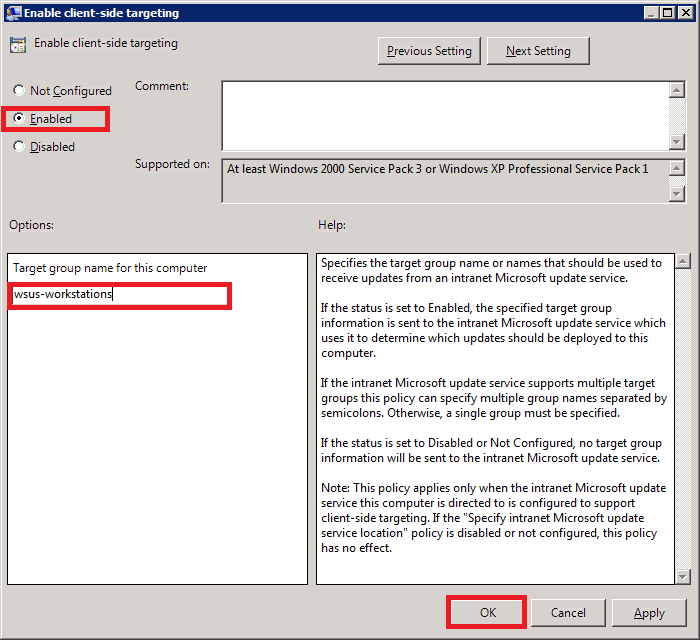 Enable client-side targeting
Enable client-side targeting
Previous Setting
Next Setting
Not Configured
Comment:
Enabled
Disabled
Supported on:
At least Windows 2000 Service Pack 3 or Windows XP Professional Service Pack 1
Options:
Help:
Target group name for this computer
wsus-workstations
Specifies the target group name or names that should be used to
receive updates from an intranet Microsoft update service.
If the status is set to Enabled, the specified target group
information is sent to the intranet Microsoft update service which
uses it to determine which updates should be deployed to this
computer.
If the intranet Microsoft update service supports multiple target
groups this policy can specify multiple group names separated by
semicolons. Otherwise, a single group must be specified.
If the status is set to Disabled or Not Configured, no target group
information will be sent to the intranet Microsoft update service.
Note: This policy applies only when the intranet Microsoft update
service this computer is directed to is configured to support
client-side targeting. If the "Specify intranet Microsoft update
service location" policy is disabled or not configured, this policy
has no effect.
OK
Cancel
Apply